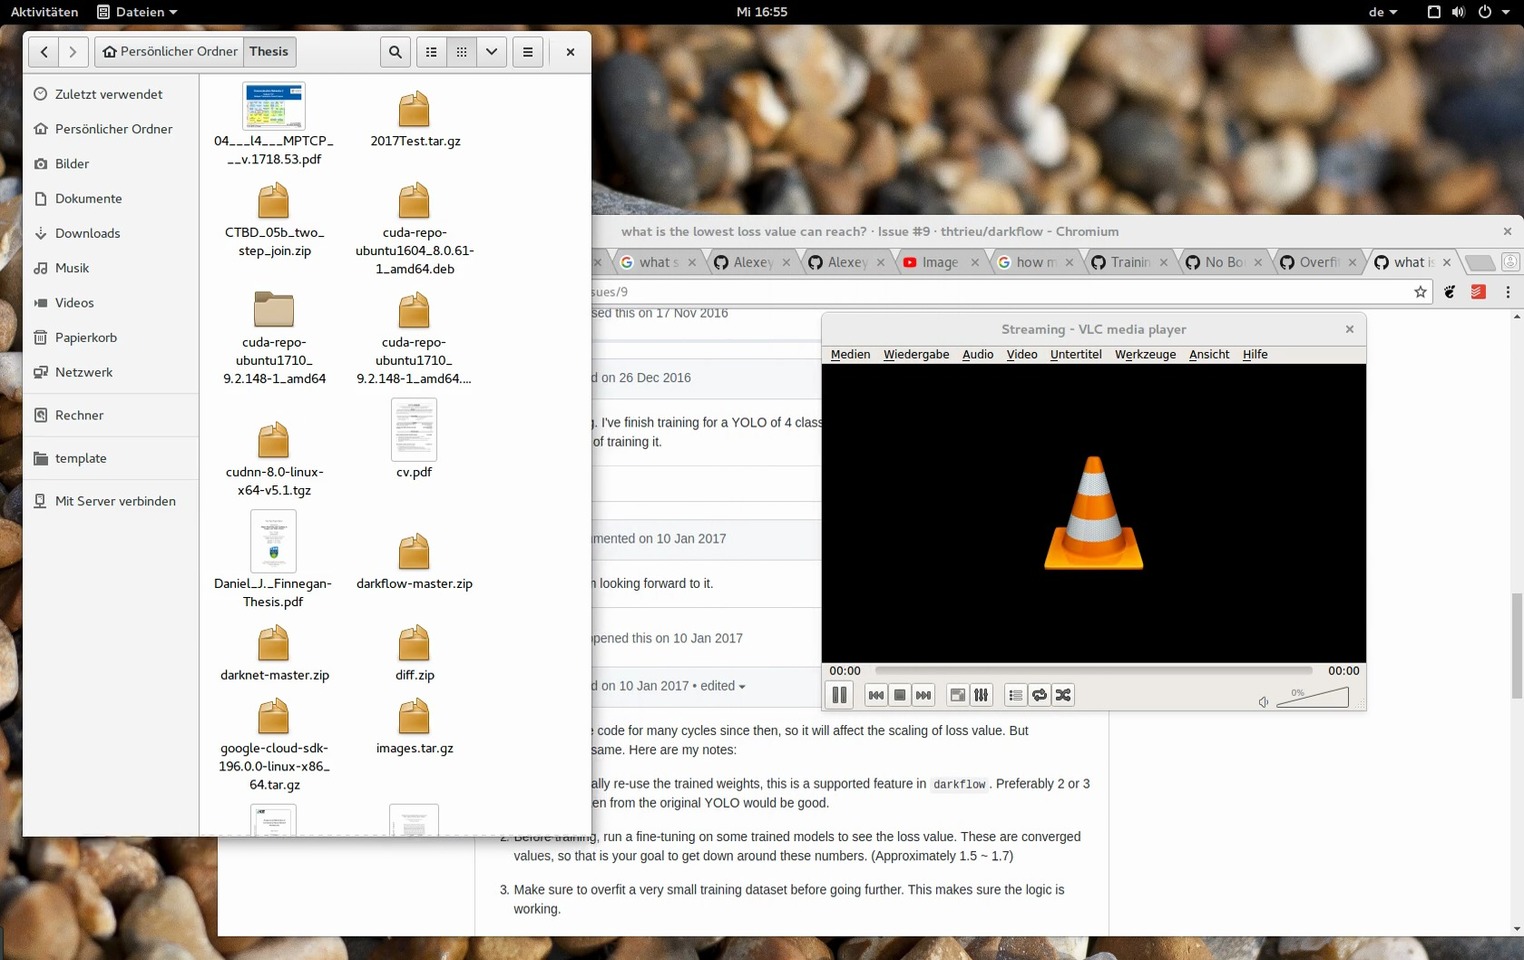 Aktivitäten
Dateien
Mi 16:55
de
Persönlicher Ordner
Thesis
Zuletzt verwendet
Persönlicher Ordner
Bilder
Dokumente
Downloads
Musik
Videos
Papierkorb
Netzwerk
Rechner
template
Mit Server verbinden
04___l4___MPTCP_
__v.1718.53.pdf
2017Test.tar.gz
CTBD_05b_two_
step_join.zip
cuda-repo-
ubuntu1604_8.0.61-
1_amd64.deb
cuda-repo-
ubuntu1710_
9.2.148-1_amd64
cuda-repo-
ubuntu1710_
9.2.148-1_amd64....
cudnn-8.0-linux-
x64-v5.1.tgz
cv.pdf
Daniel_J._Finnegan-
Thesis.pdf
darkflow-master.zip
darknet-master.zip
diff.zip
google-cloud-sdk-
196.0.0-linux-x86_
64.tar.gz
images.tar.gz
what is the lowest loss value can reach? · Issue #9 · thtrieu/darkflow - Chromium
what s
Alexey
Alexey
Image
how m
Trainin
No Bo
Overfi
what is
sues/9
sed this on 17 Nov 2016
d on 26 Dec 2016
g. I've finish training for a YOLO of 4 class
of training it.
mented on 10 Jan 2017
n looking forward to it.
pened this on 10 Jan 2017
d on 10 Jan 2017 • edited
e code for many cycles since then, so it will affect the scaling of loss value. But
same. Here are my notes:
ally re-use the trained weights, this is a supported feature in darkflow. Preferably 2 or 3
en from the original YOLO would be good.
2. Before training, run a fine-tuning on some trained models to see the loss value. These are converged
values, so that is your goal to get down around these numbers. (Approximately 1.5 ~ 1.7)
3. Make sure to overfit a very small training dataset before going further. This makes sure the logic is
working.
Streaming - VLC media player
Medien Wiedergabe Audio Video Untertitel Werkzeuge Ansicht Hilfe
00:00
00:00
0%